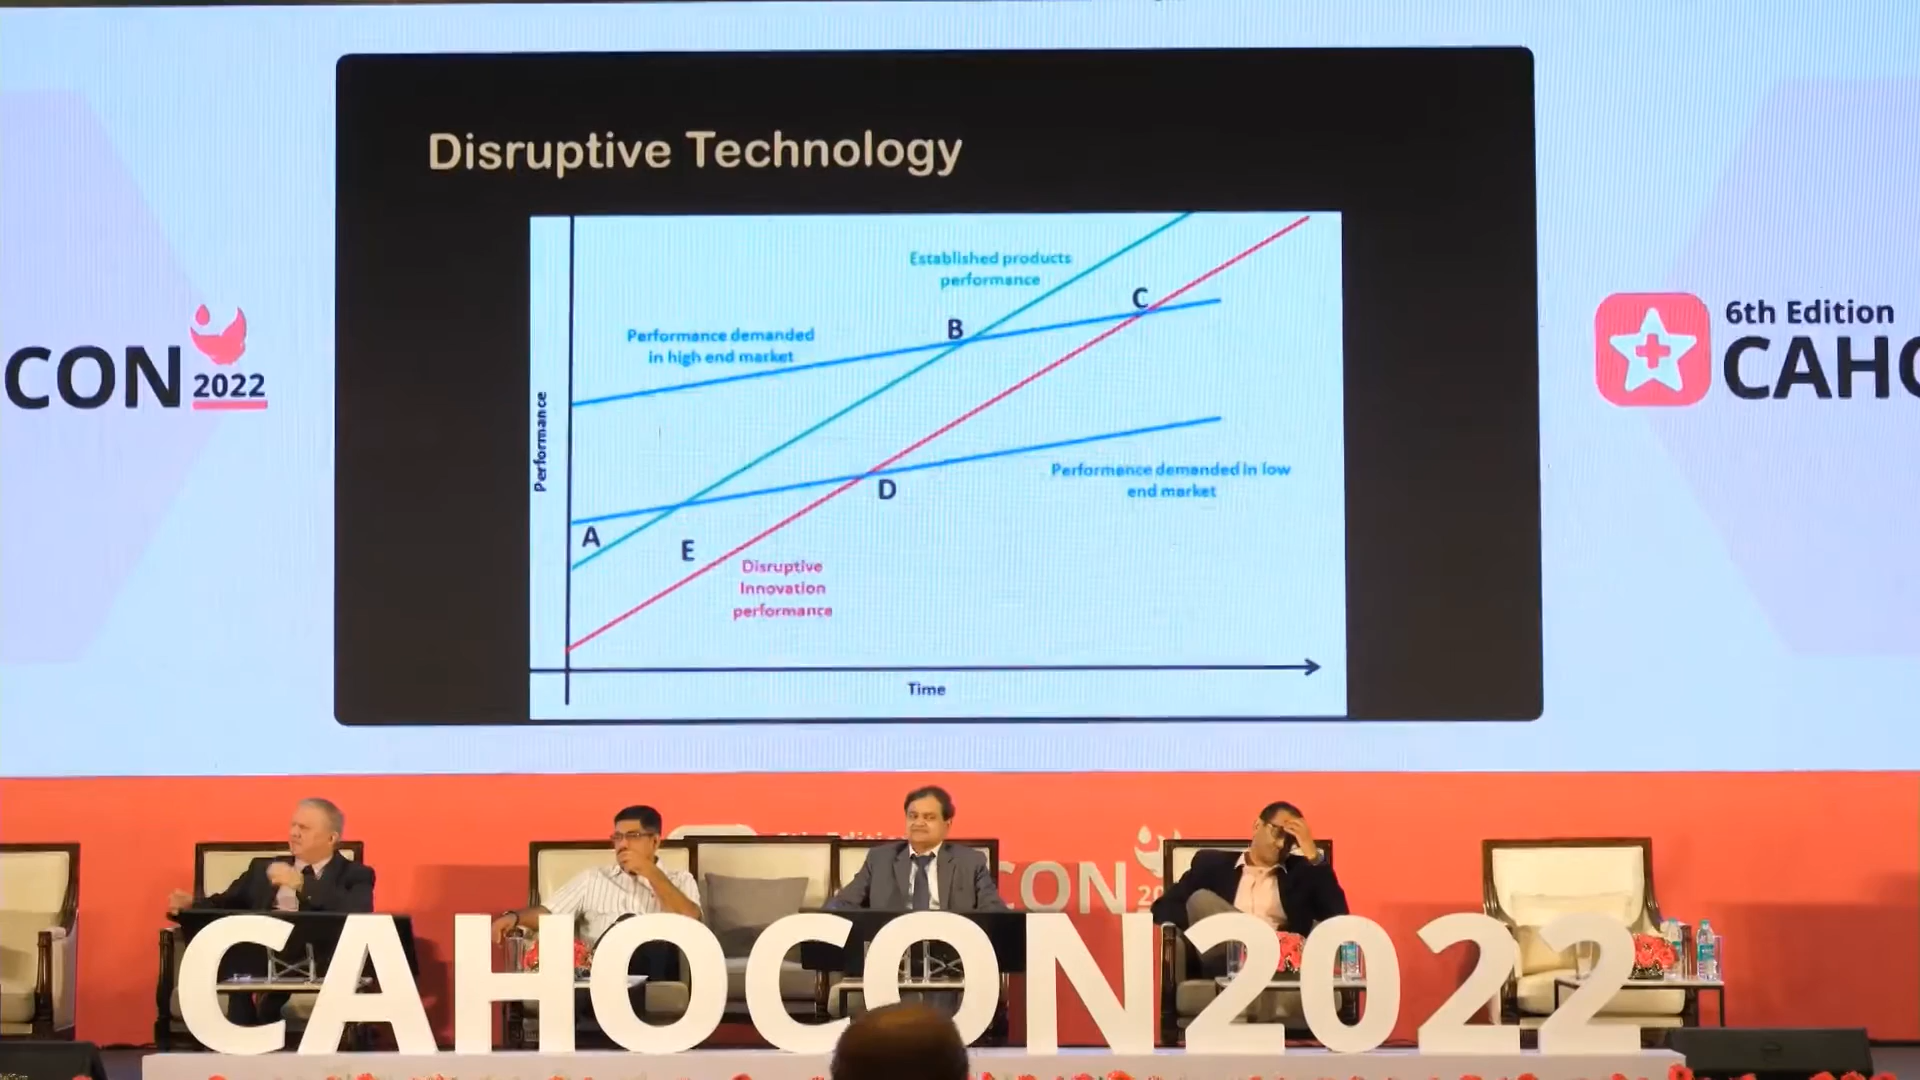 Disruptive Technology
Established products
performance
C
B
Performance demanded
in high end market
Performance
Performance demanded in low
end market
D
A
E
Disruptive
Innovation
performance
Time
CON
2022
6th Edition
CAHO
CON
CAHOCON2022